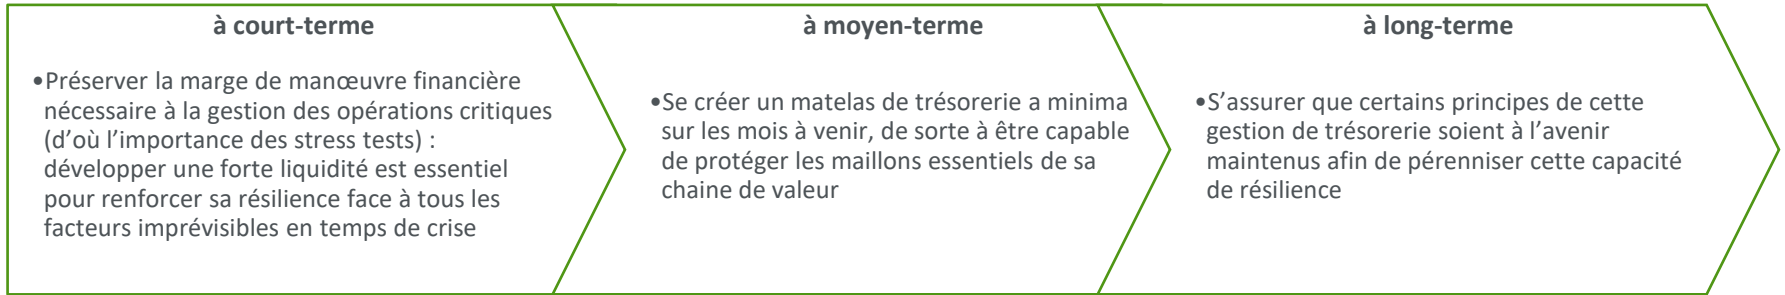 à court-terme
•Préserver la marge de manœuvre financière
nécessaire à la gestion des opérations critiques
(d’où l’importance des stress tests) :
développer une forte liquidité est essentiel
pour renforcer sa résilience face à tous les
facteurs imprévisibles en temps de crise
à moyen-terme
•Se créer un matelas de trésorerie a minima
sur les mois à venir, de sorte à être capable
de protéger les maillons essentiels de sa
chaine de valeur
à long-terme
•S’assurer que certains principes de cette
gestion de trésorerie soient à l’avenir
maintenus afin de pérenniser cette capacité
de résilience